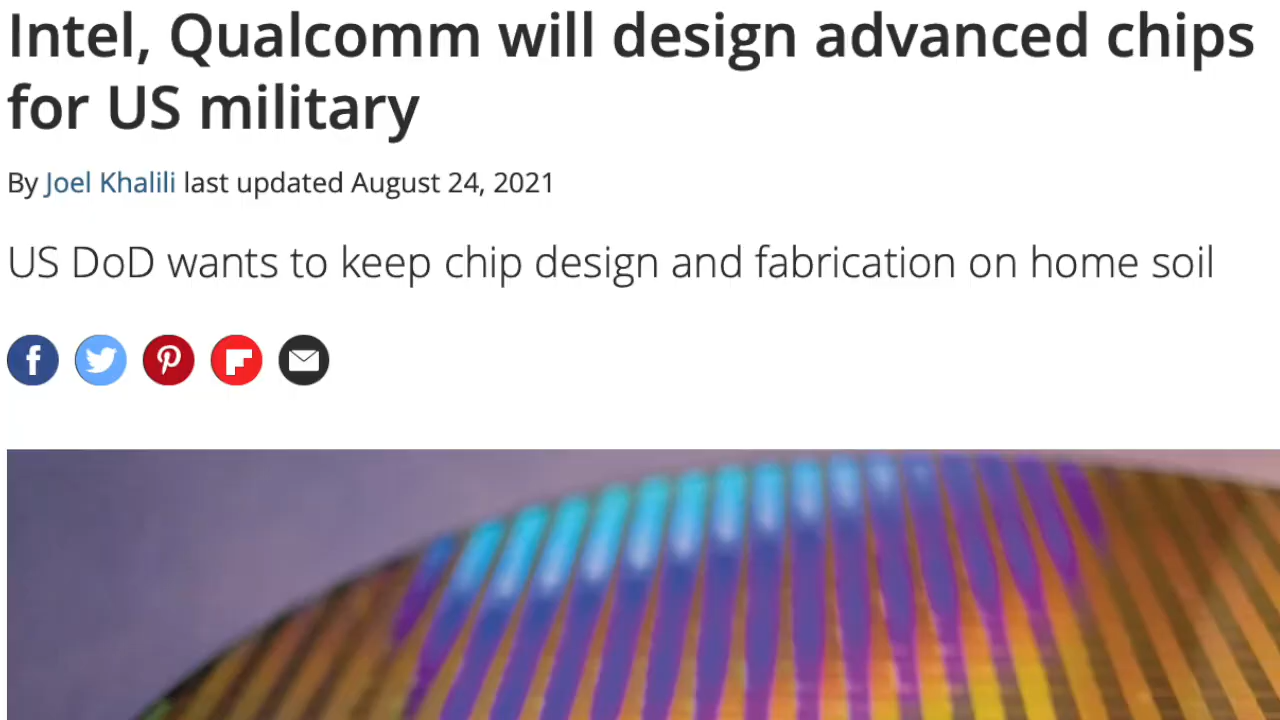 Intel, Qualcomm will design advanced chips
for US military
By Joel Khalili last updated August 24, 2021
US DoD wants to keep chip design and fabrication on home soil